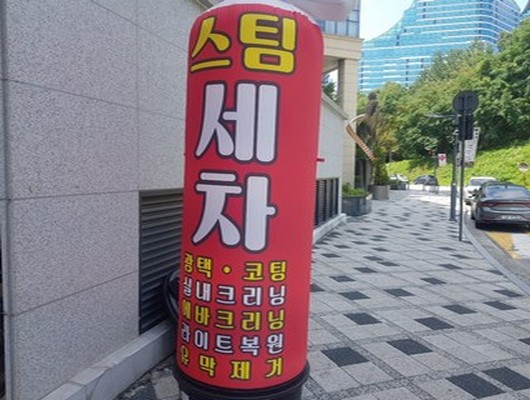 스팀
세
차
광택 · 코팅
실내크리닝
에바크리닝
라이트복원
유막제거